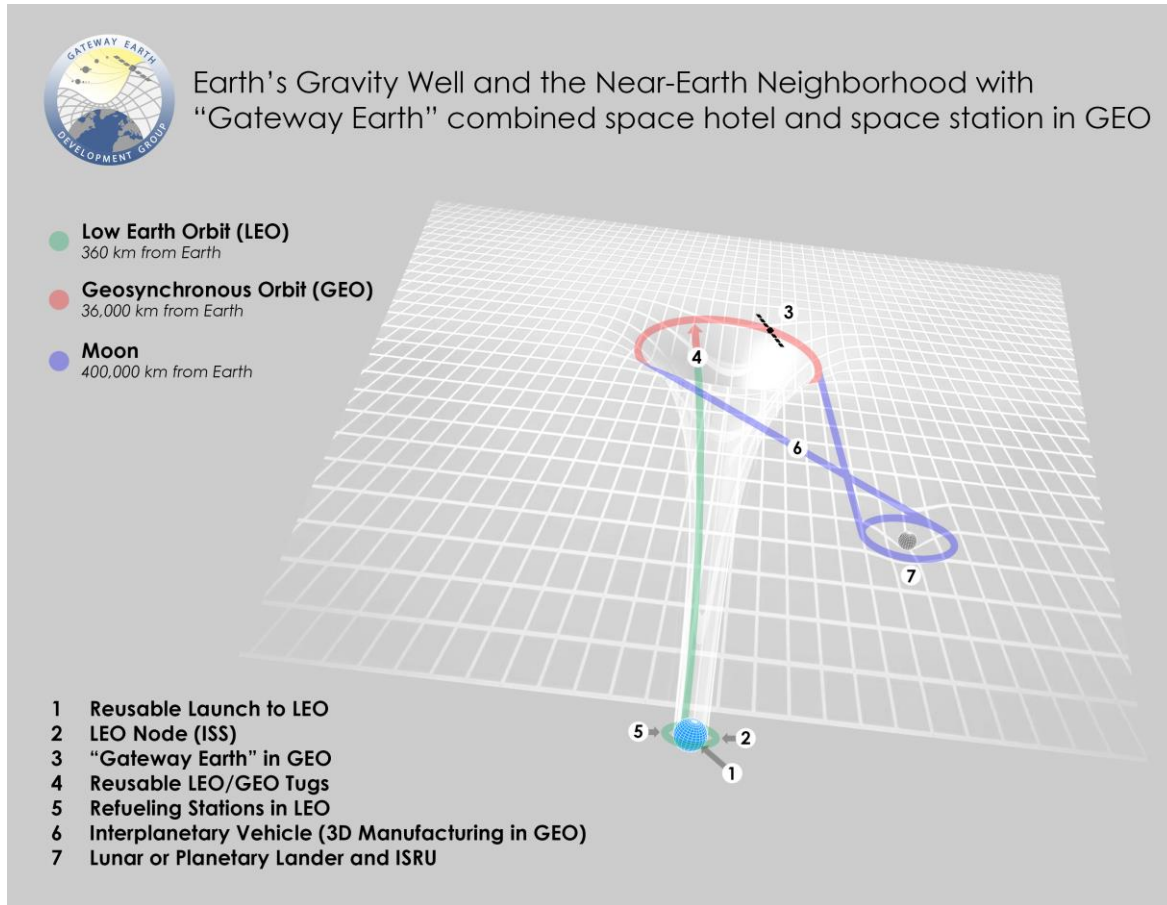 GATEWAY EARTH
DEVELOPMENT GROUP
Earth's Gravity Well and the Near-Earth Neighborhood with
“Gateway Earth” combined space hotel and space station in GEO
Low Earth Orbit (LEO)
360 km from Earth
Geosynchronous Orbit (GEO)
36,000 km from Earth
Moon
400,000 km from Earth
3
4
6
7
5
2
1
1 Reusable Launch to LEO
2 LEO Node (ISS)
3 “Gateway Earth” in GEO
4 Reusable LEO/GEO Tugs
5 Refueling Stations in LEO
6 Interplanetary Vehicle (3D Manufacturing in GEO)
7 Lunar or Planetary Lander and ISRU